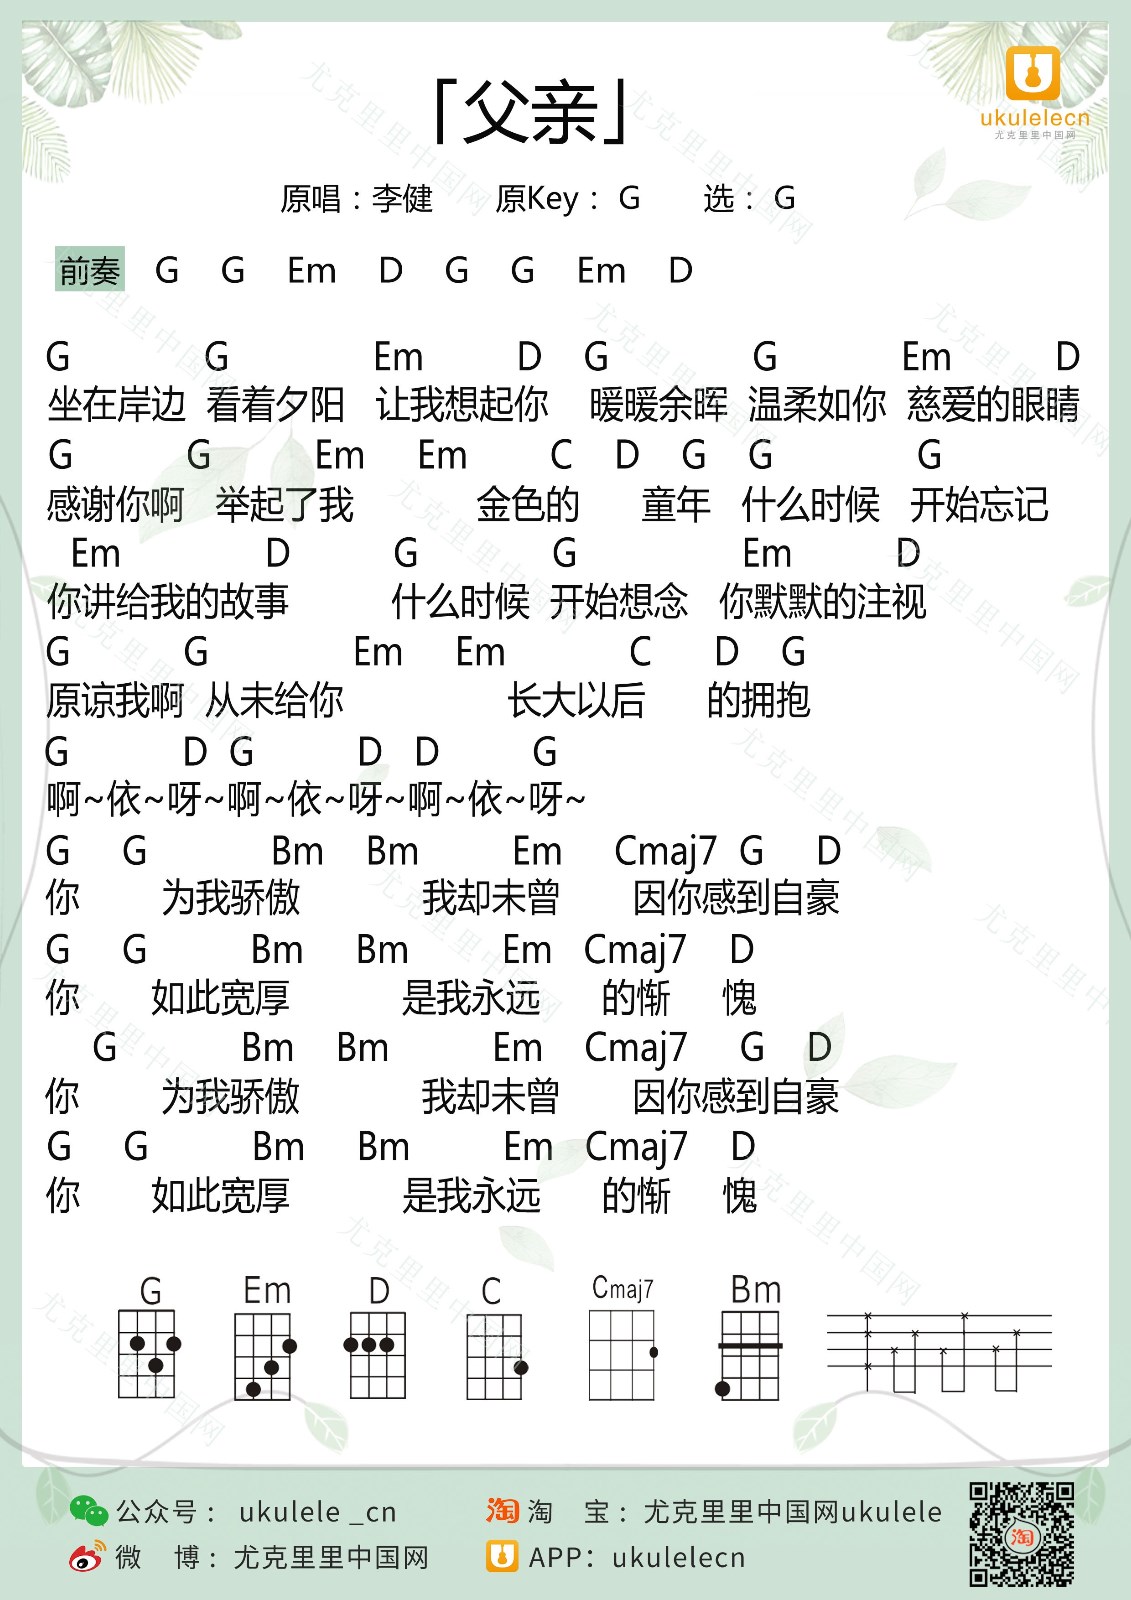 「父亲」
ukulelecn
尤克里里中国网
原唱：李健 原Key： G 选： G
前奏 G G Em D G G Em D
G G Em D G G Em D
坐在岸边 看着夕阳 让我想起你 暖暖余晖 温柔如你 慈爱的眼睛
G G Em Em C D G G G
感谢你啊 举起了我 金色的 童年 什么时候 开始忘记
Em D G G Em D
你讲给我的故事 什么时候 开始想念 你默默的注视
G G Em Em C D G
原谅我啊 从未给你 长大以后 的拥抱
G D G D D G
啊~依~呀~啊~依~呀~啊~依~呀~
G G Bm Bm Em Cmaj7 G D
你 为我骄傲 我却未曾 因你感到自豪
G G Bm Bm Em Cmaj7 D
你 如此宽厚 是我永远 的惭 愧
G Bm Bm Em Cmaj7 G D
你 为我骄傲 我却未曾 因你感到自豪
G G Bm Bm Em Cmaj7 D
你 如此宽厚 是我永远 的惭 愧
G Em D C Cmaj7 Bm
公众号： ukulele _cn
淘 淘 宝：尤克里里中国网ukulele
微 博：尤克里里中国网
APP：ukulelecn
淘